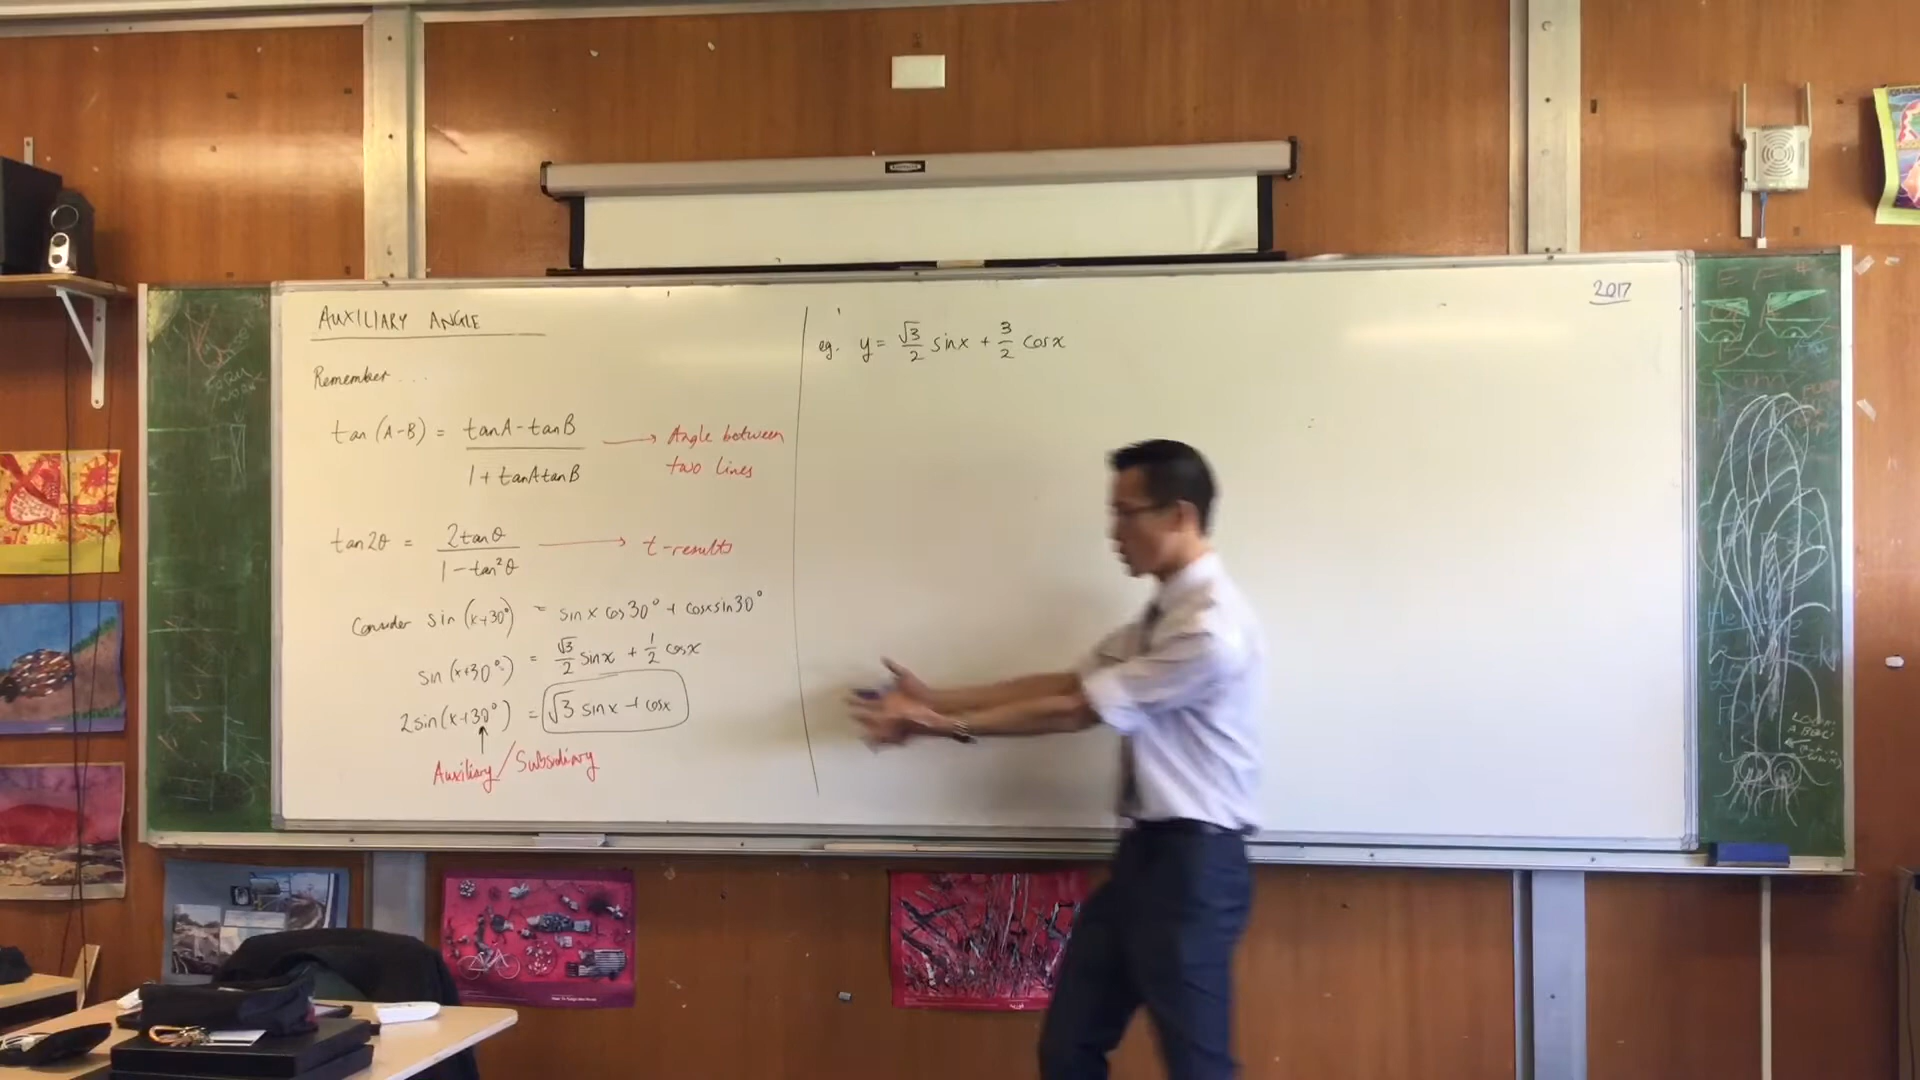 AUXILIARY ANGLE
Remember ...
tan (A-B) = tanA - tanB / 1 + tanAtanB → Angle between two lines
tan2θ = 2tanθ / 1 - tan²θ → t-results
Consider sin (x+30°) = sinx cos30° + cosxsin30°
sin (x+30°) = √3/2 sinx + 1/2 cosx
2sin(x+30°) = √3 sinx + cosx
Auxiliary / Subsidiary
eg. y = √3/2 sinx + 3/2 cosx
2017